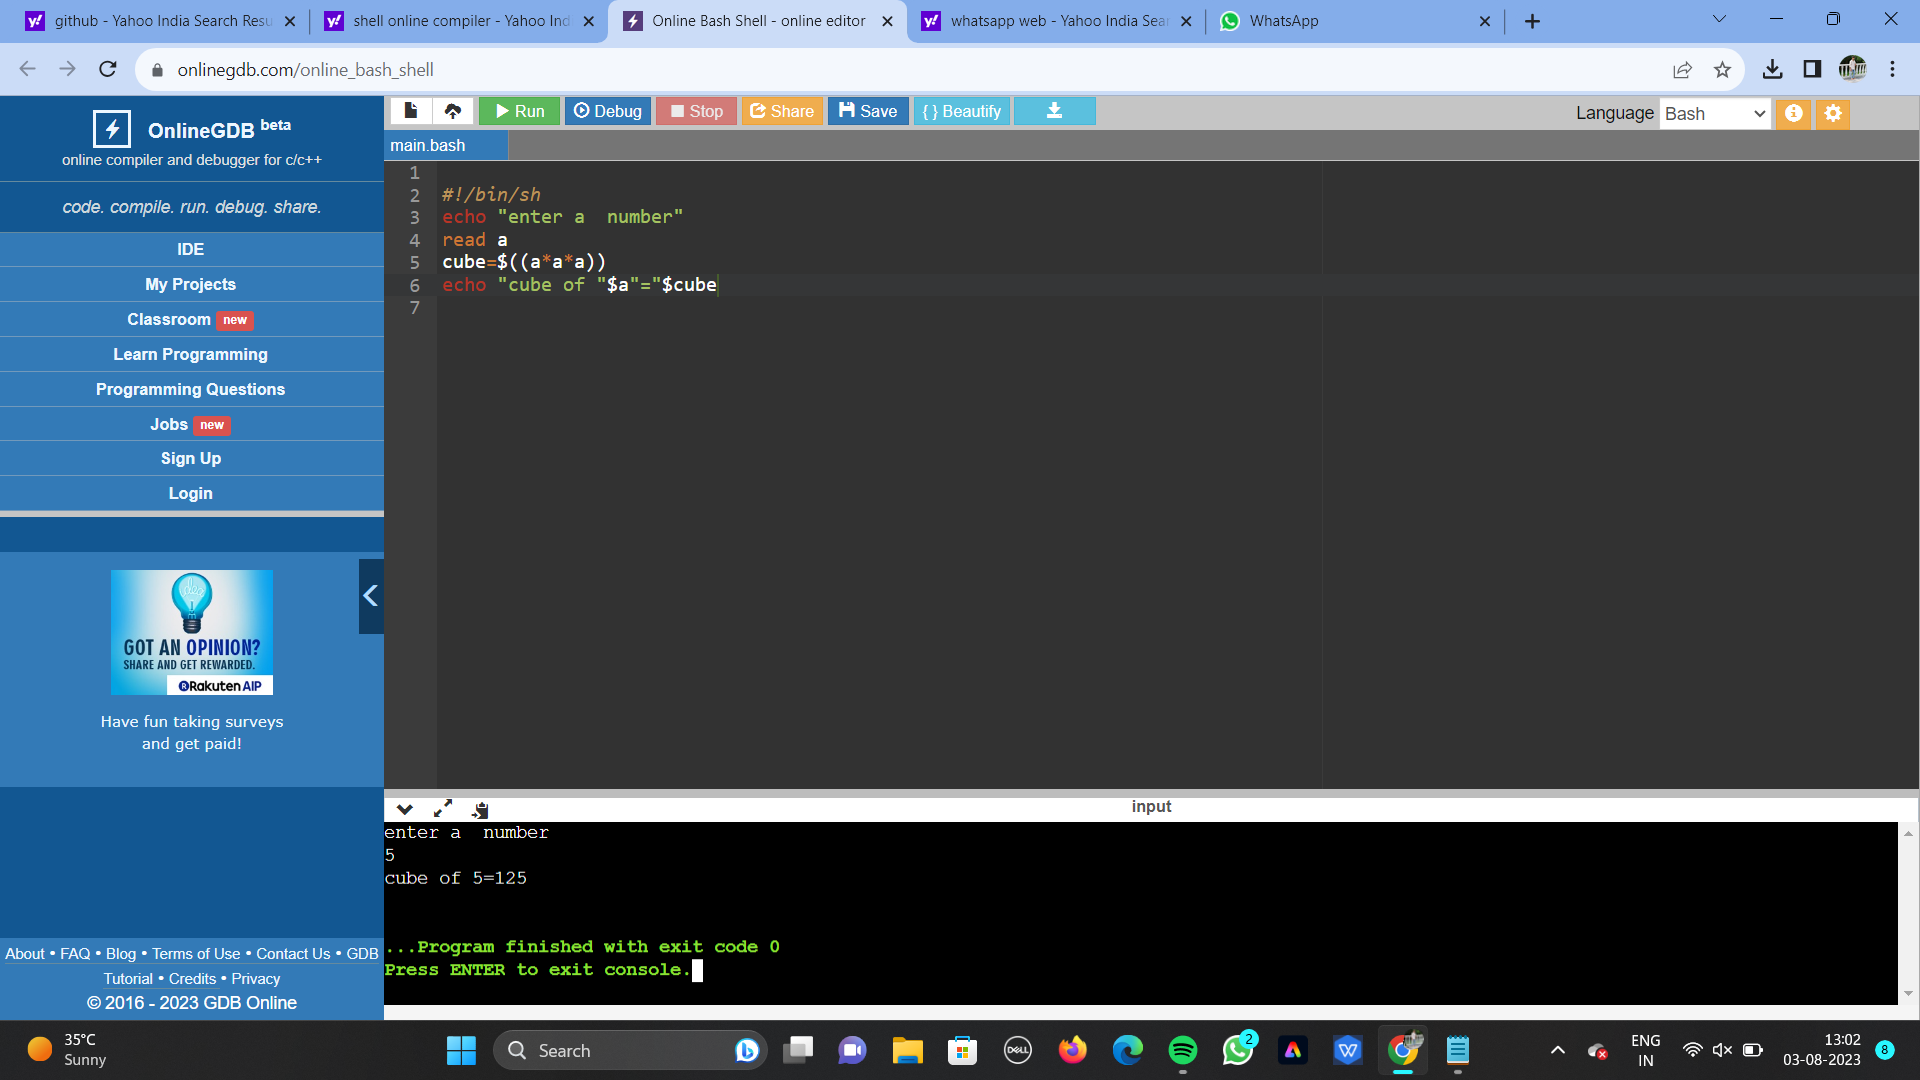 github - Yahoo India Search Resu
shell online compiler - Yahoo Ind
Online Bash Shell - online editor
whatsapp web - Yahoo India Sear
WhatsApp
onlinegdb.com/online_bash_shell
OnlineGDB beta
online compiler and debugger for c/c++
code. compile. run. debug. share.
IDE
My Projects
Classroom new
Learn Programming
Programming Questions
Jobs new
Sign Up
Login
GOT AN OPINION?
SHARE AND GET REWARDED.
Rakuten AIP
Have fun taking surveys
and get paid!
About • FAQ • Blog • Terms of Use • Contact Us • GDB
Tutorial • Credits • Privacy
© 2016 - 2023 GDB Online
Run Debug Stop Share Save { } Beautify
Language Bash
main.bash
1
2 #!/bin/sh
3 echo "enter a  number"
4 read a
5 cube=$((a*a*a))
6 echo "cube of "$a"="$cube
7
input
enter a  number
5
cube of 5=125
...Program finished with exit code 0
Press ENTER to exit console.
35°C
Sunny
Search
DELL
2
ENG
IN
13:02
03-08-2023
8